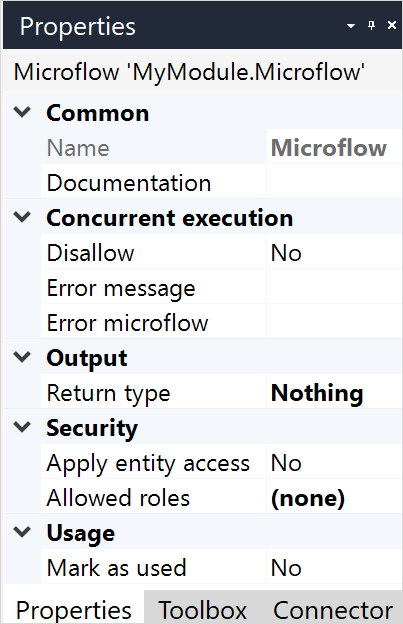 Properties
Microflow 'MyModule.Microflow'
Common
Name Microflow
Documentation
Concurrent execution
Disallow No
Error message
Error microflow
Output
Return type Nothing
Security
Apply entity access No
Allowed roles (none)
Usage
Mark as used No
Properties Toolbox Connector